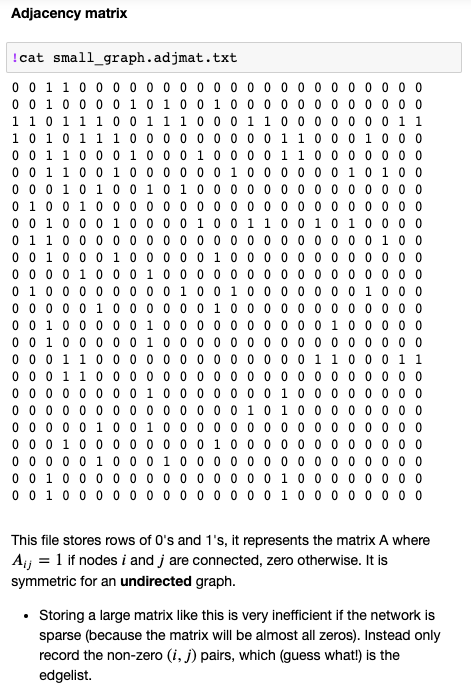 Adjacency matrix
!cat small_graph.adjmat.txt
0 0 1 1 0 0 0 0 0 0 0 0 0 0 0 0 0 0 0 0 0 0 0 0 0
0 0 1 0 0 0 0 1 0 1 0 0 1 0 0 0 0 0 0 0 0 0 0 0 0
1 1 0 1 1 1 0 0 1 1 1 0 0 0 1 1 0 0 0 0 0 0 0 1 1
1 0 1 0 1 1 1 0 0 0 0 0 0 0 0 0 1 1 0 0 0 1 0 0 0
0 0 1 1 0 0 0 1 0 0 0 1 0 0 0 0 1 1 0 0 0 0 0 0 0
0 0 1 1 0 0 1 0 0 0 0 0 0 1 0 0 0 0 0 0 1 0 1 0 0
0 0 0 1 0 1 0 0 1 0 1 0 0 0 0 0 0 0 0 0 0 0 0 0 0
0 1 0 0 1 0 0 0 0 0 0 0 0 0 0 0 0 0 0 0 0 0 0 0 0
0 0 1 0 0 0 1 0 0 0 0 1 0 0 1 1 0 0 1 0 1 0 0 0 0
0 1 1 0 0 0 0 0 0 0 0 0 0 0 0 0 0 0 0 0 0 0 1 0 0
0 0 1 0 0 0 1 0 0 0 0 0 1 0 0 0 0 0 0 0 0 0 0 0 0
0 0 0 0 1 0 0 0 1 0 0 0 0 0 0 0 0 0 0 0 0 0 0 0 0
0 1 0 0 0 0 0 0 0 0 1 0 0 1 0 0 0 0 0 0 0 1 0 0 0
0 0 0 0 0 1 0 0 0 0 0 0 1 0 0 0 0 0 0 0 0 0 0 0 0
0 0 1 0 0 0 0 0 1 0 0 0 0 0 0 0 0 0 0 1 0 0 0 0 0
0 0 1 0 0 0 0 0 1 0 0 0 0 0 0 0 0 0 0 0 0 0 0 0 0
0 0 0 1 1 0 0 0 0 0 0 0 0 0 0 0 0 0 1 1 0 0 0 1 1
0 0 0 1 1 0 0 0 0 0 0 0 0 0 0 0 0 0 0 0 0 0 0 0 0
0 0 0 0 0 0 0 0 1 0 0 0 0 0 0 0 1 0 0 0 0 0 0 0 0
0 0 0 0 0 0 0 0 0 0 0 0 0 0 1 0 1 0 0 0 0 0 0 0 0
0 0 0 0 0 1 0 0 1 0 0 0 0 0 0 0 0 0 0 0 0 0 0 0 0
0 0 0 1 0 0 0 0 0 0 0 0 1 0 0 0 0 0 0 0 0 0 0 0 0
0 0 0 0 0 1 0 0 0 1 0 0 0 0 0 0 0 0 0 0 0 0 0 0 0
0 0 1 0 0 0 0 0 0 0 0 0 0 0 0 0 1 0 0 0 0 0 0 0 0
0 0 1 0 0 0 0 0 0 0 0 0 0 0 0 0 1 0 0 0 0 0 0 0 0
This file stores rows of 0's and 1's, it represents the matrix A where
A_ij = 1 if nodes i and j are connected, zero otherwise. It is
symmetric for an undirected graph.
• Storing a large matrix like this is very inefficient if the network is
sparse (because the matrix will be almost all zeros). Instead only
record the non-zero (i, j) pairs, which (guess what!) is the
edgelist.